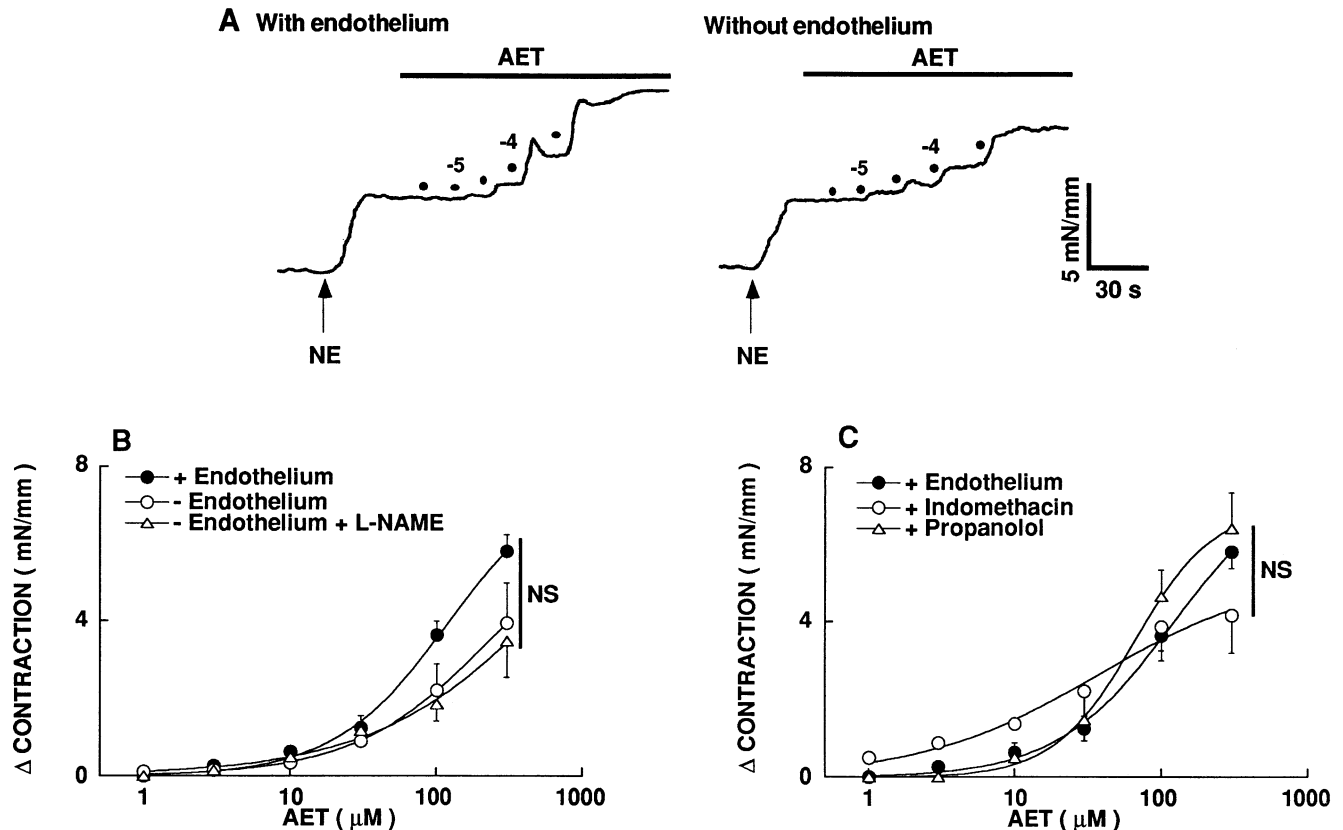 A With endothelium
Without endothelium
AET
AET
-5
-4
-5
-4
5 mN/mm
30 s
NE
NE
B
8
+ Endothelium
- Endothelium
- Endothelium + L-NAME
NS
4
0
1
10
100
1000
Δ CONTRACTION ( mN/mm )
AET ( μM )
C
8
+ Endothelium
+ Indomethacin
+ Propanolol
NS
4
0
1
10
100
1000
Δ CONTRACTION ( mN/mm )
AET ( μM )